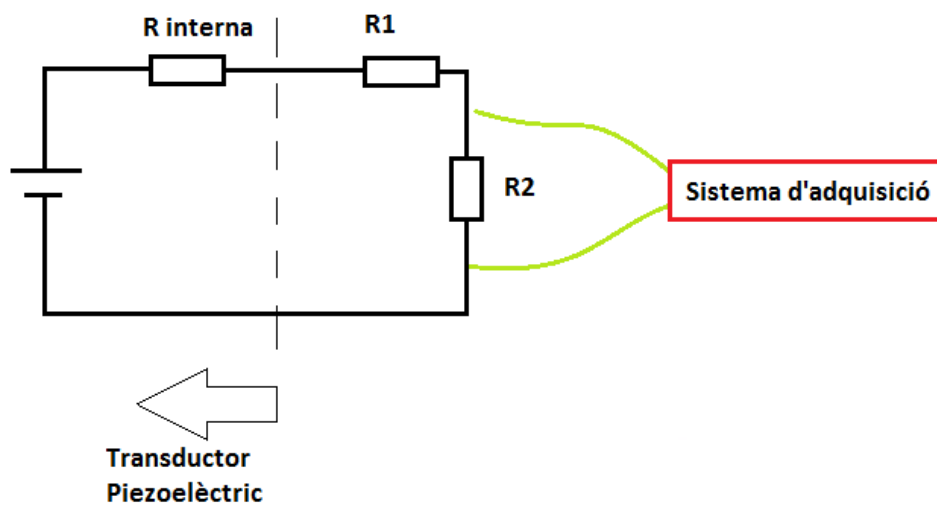 R interna
R1
R2
Sistema d'adquisició
Transductor
Piezoelèctric